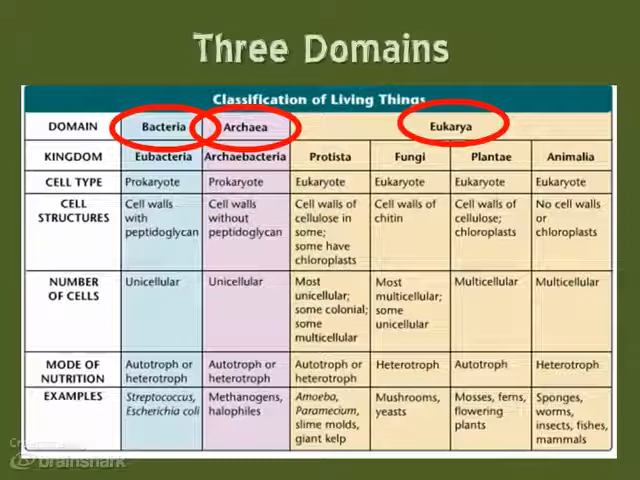 Three Domains
Classification of Living Things
DOMAIN Bacteria Archaea Eukarya
KINGDOM Eubacteria Archaebacteria Protista Fungi Plantae Animalia
CELL TYPE Prokaryote Prokaryote Eukaryote Eukaryote Eukaryote Eukaryote
CELL Cell walls Cell walls Cell walls of Cell walls of Cell walls of No cell walls
STRUCTURES with without cellulose in chitin cellulose; or
peptidoglycan peptidoglycan some; chloroplasts chloroplasts
some have
chloroplasts
NUMBER Unicellular Unicellular Most Most Multicellular Multicellular
OF CELLS unicellular; multicellular;
some colonial; some
some unicellular
multicellular
MODE OF Autotroph or Autotroph or Autotroph or Heterotroph Autotroph Heterotroph
NUTRITION heterotroph heterotroph heterotroph
EXAMPLES Streptococcus, Methanogens, Amoeba, Mushrooms, Mosses, ferns, Sponges,
Escherichia coli halophiles Paramecium, yeasts flowering worms,
slime molds, plants insects, fishes,
giant kelp mammals
brainshark